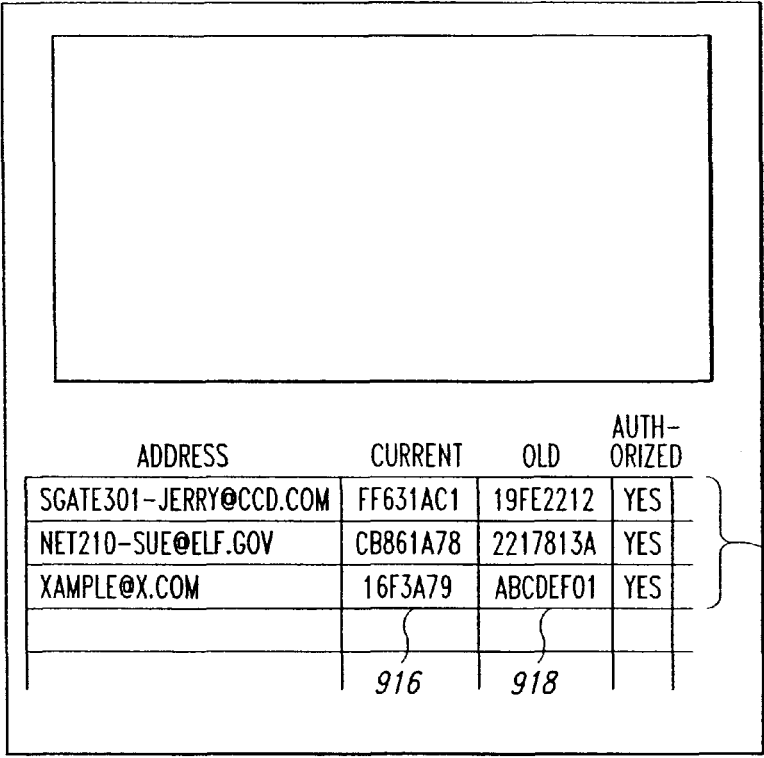 AUTH-
ADDRESS CURRENT OLD ORIZED
SGATE301-JERRY@CCD.COM FF631AC1 19FE2212 YES
NET210-SUE@ELF.GOV CB861A78 2217813A YES
XAMPLE@X.COM 16F3A79 ABCDEF01 YES
916 918